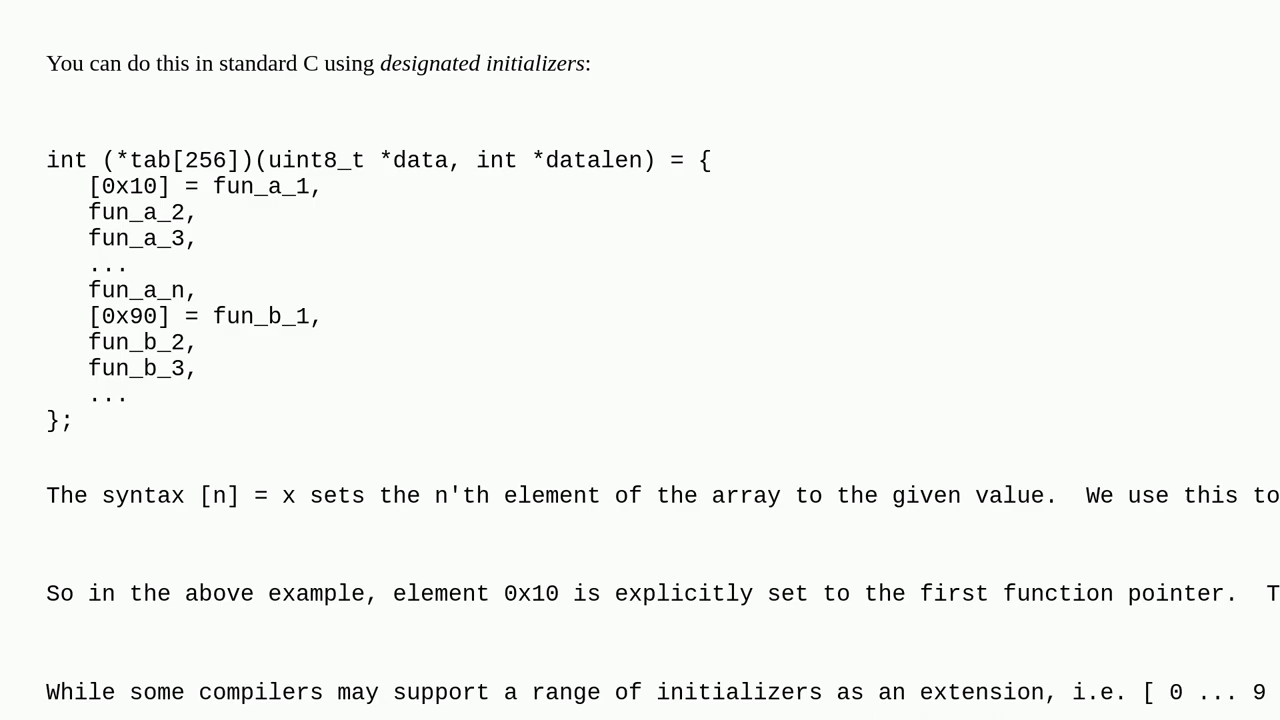 You can do this in standard C using designated initializers:
int (*tab[256])(uint8_t *data, int *datalen) = {
   [0x10] = fun_a_1,
   fun_a_2,
   fun_a_3,
   ...
   fun_a_n,
   [0x90] = fun_b_1,
   fun_b_2,
   fun_b_3,
   ...
};
The syntax [n] = x sets the n'th element of the array to the given value.  We use this to
So in the above example, element 0x10 is explicitly set to the first function pointer.  T
While some compilers may support a range of initializers as an extension, i.e. [ 0 ... 9